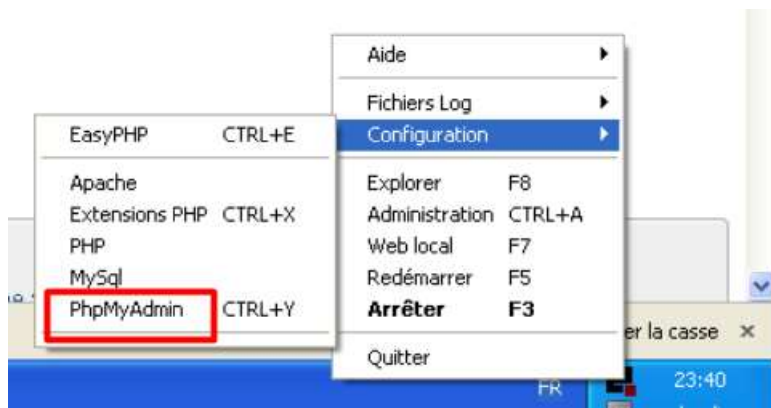 Aide
Fichiers Log
Configuration
Explorer F8
Administration CTRL+A
Web local F7
Redémarrer F5
Arrêter F3
Quitter
EasyPHP CTRL+E
Apache
Extensions PHP CTRL+X
PHP
MySql
PhpMyAdmin CTRL+Y
er la casse
FR
23:40